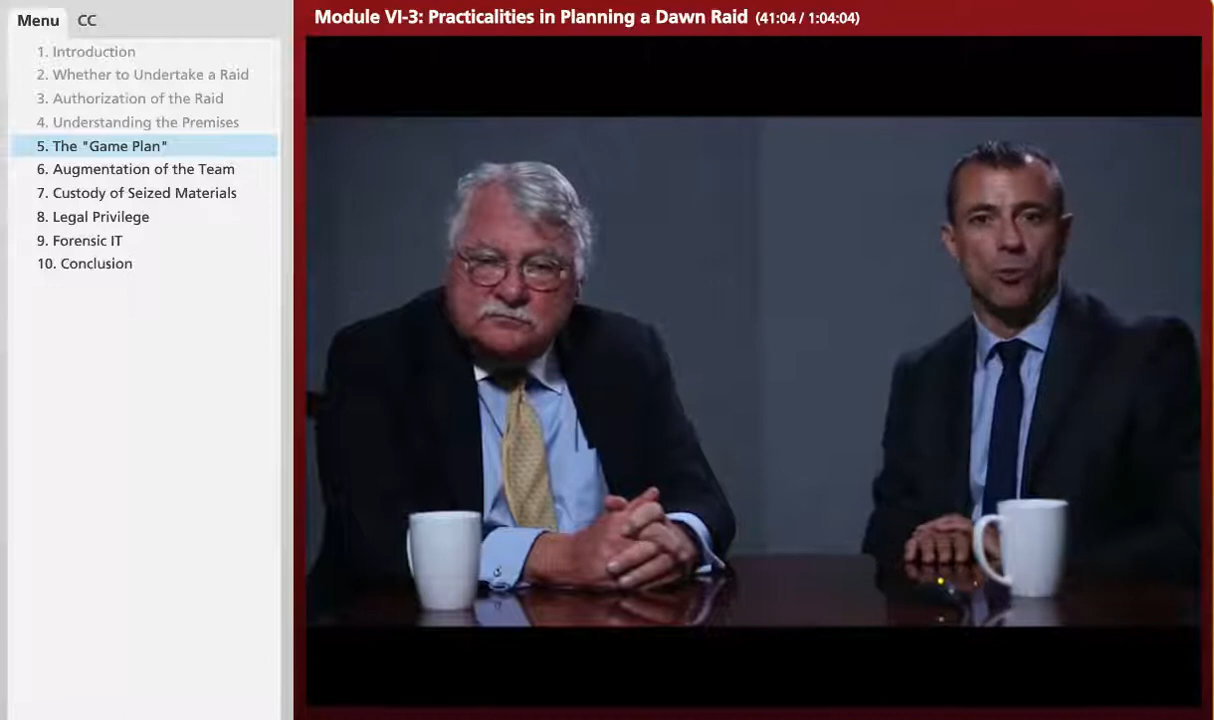 Menu CC
Module VI-3: Practicalities in Planning a Dawn Raid (41:04 / 1:04:04)
1. Introduction
2. Whether to Undertake a Raid
3. Authorization of the Raid
4. Understanding the Premises
5. The "Game Plan"
6. Augmentation of the Team
7. Custody of Seized Materials
8. Legal Privilege
9. Forensic IT
10. Conclusion